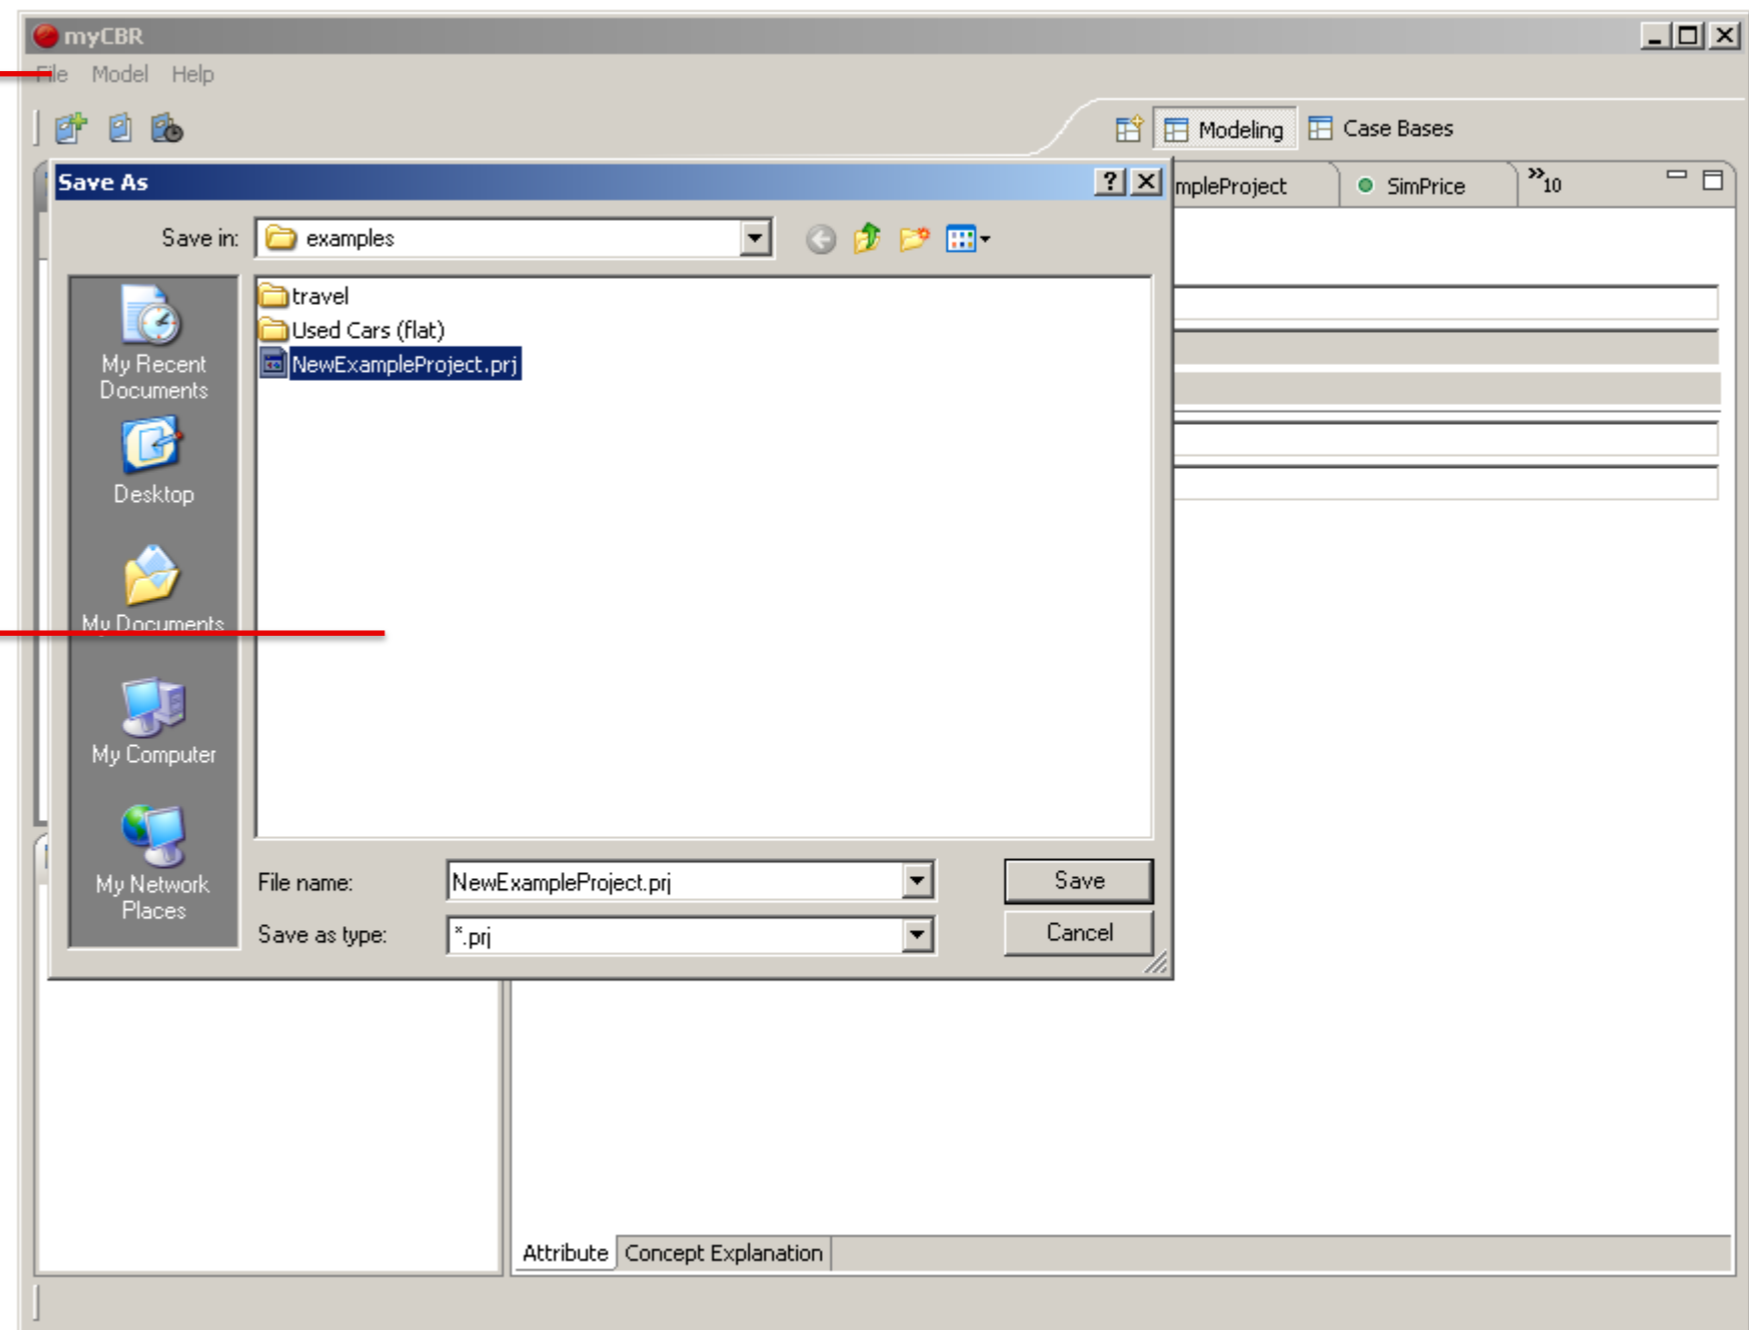 myCBR
File Model Help
Modeling Case Bases
Save As
mpleProject SimPrice »10
Save in: examples
travel
Used Cars (flat)
NewExampleProject.prj
My Recent
Documents
Desktop
My Documents
My Computer
My Network
Places
File name: NewExampleProject.prj Save
Save as type: *.prj Cancel
Attribute Concept Explanation